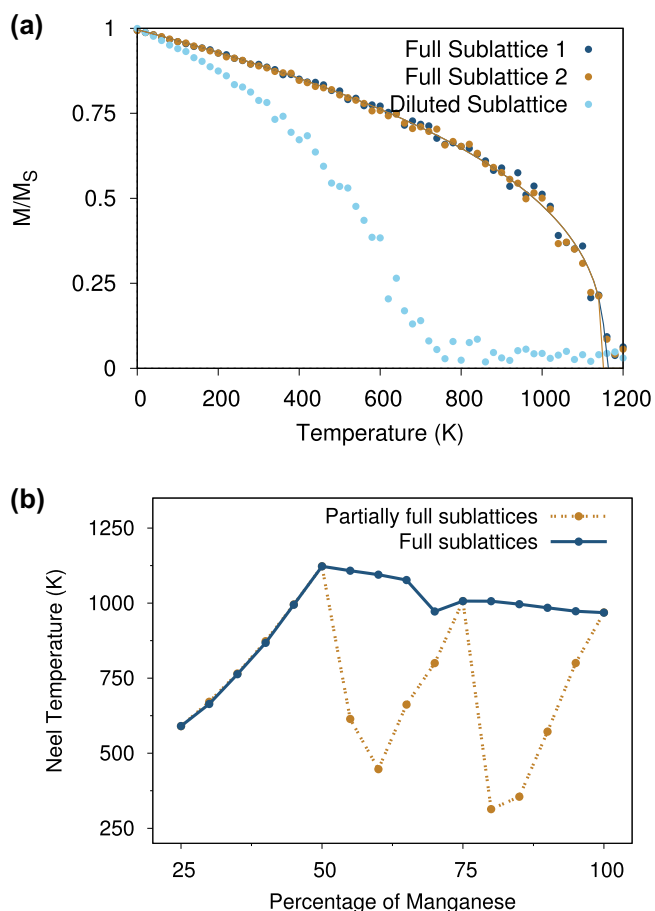 (a)
Full Sublattice 1
Full Sublattice 2
Diluted Sublattice
M/M_S
1
0.75
0.5
0.25
0
0 200 400 600 800 1000 1200
Temperature (K)
(b)
Partially full sublattices
Full sublattices
Neel Temperature (K)
1250
1000
750
500
250
25 50 75 100
Percentage of Manganese